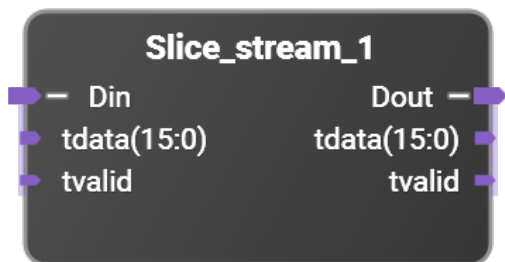 Slice_stream_1
Din Dout
tdata(15:0) tdata(15:0)
tvalid tvalid